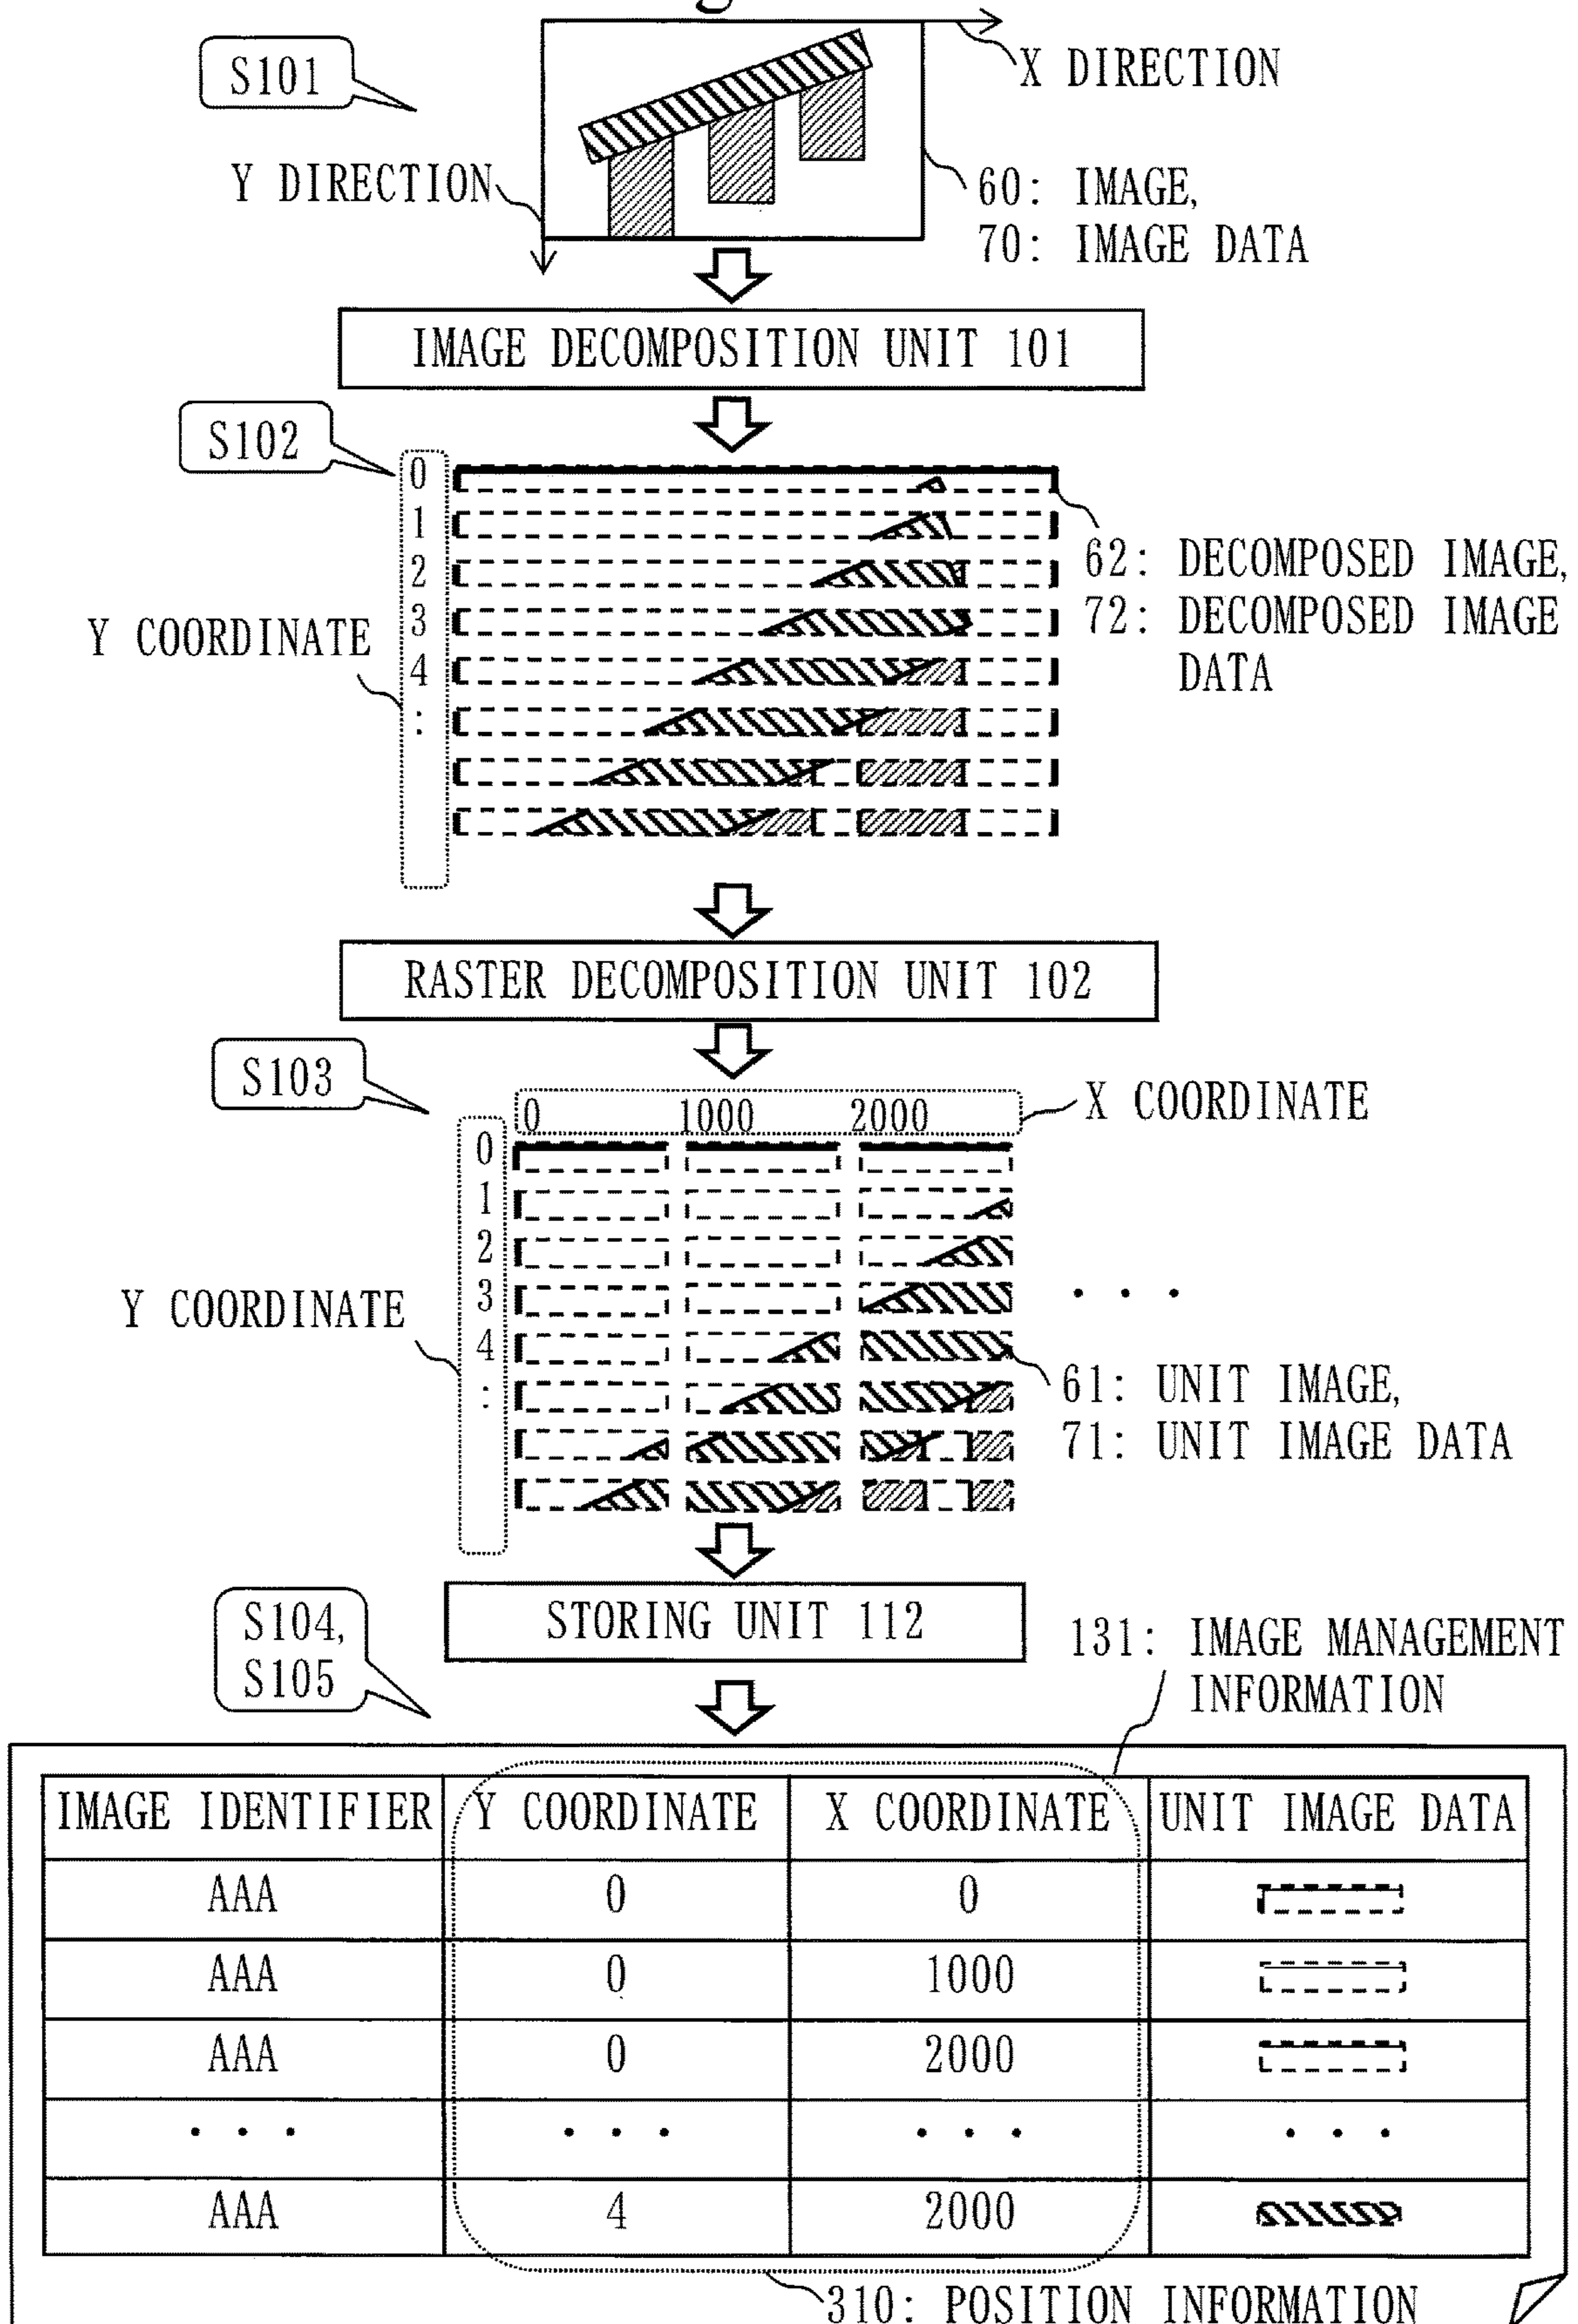 g
S101
X DIRECTION
Y DIRECTION
60: IMAGE,
70: IMAGE DATA
IMAGE DECOMPOSITION UNIT 101
S102
0
1
2
3
4
:
Y COORDINATE
62: DECOMPOSED IMAGE,
72: DECOMPOSED IMAGE
DATA
RASTER DECOMPOSITION UNIT 102
S103
0 1000 2000
X COORDINATE
0
1
2
3
4
:
Y COORDINATE
. . .
61: UNIT IMAGE,
71: UNIT IMAGE DATA
STORING UNIT 112
S104,
S105
131: IMAGE MANAGEMENT
INFORMATION
IMAGE IDENTIFIER Y COORDINATE X COORDINATE UNIT IMAGE DATA
AAA 0 0
AAA 0 1000
AAA 0 2000
. . . . . . . . . . . .
AAA 4 2000
310: POSITION INFORMATION